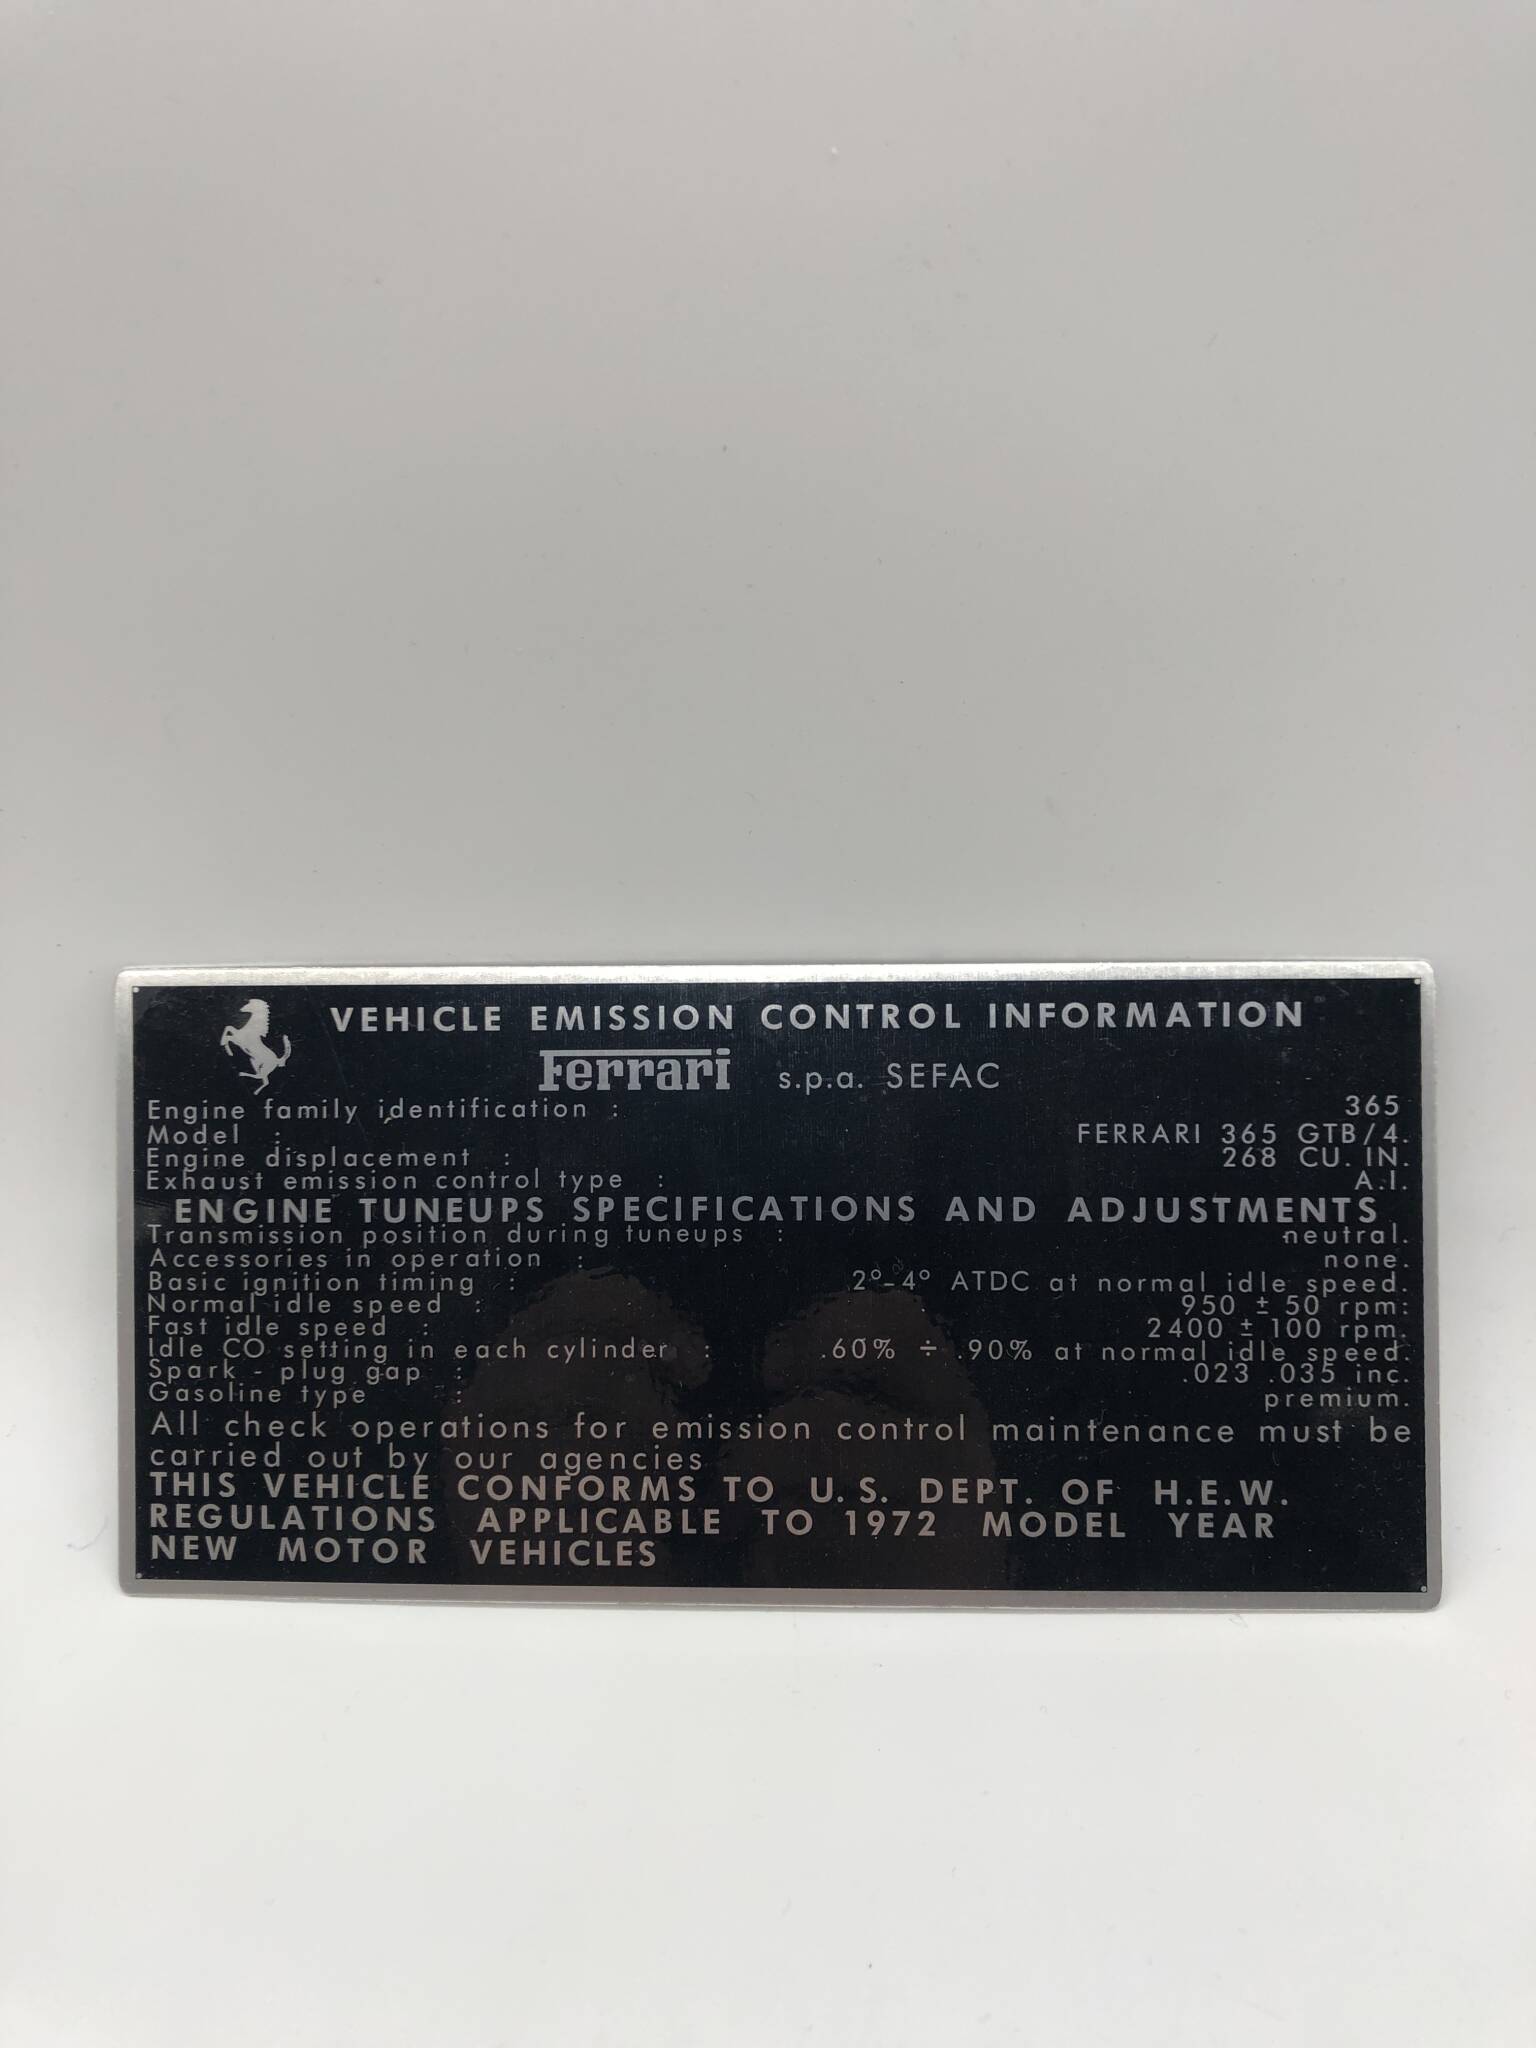 VEHICLE EMISSION CONTROL INFORMATION
Ferrari s.p.a. SEFAC
Engine family identification : 365
Model : FERRARI 365 GTB/4.
Engine displacement : 268 CU. IN.
Exhaust emission control type : A.I.
ENGINE TUNEUPS SPECIFICATIONS AND ADJUSTMENTS
Transmission position during tuneups : neutral.
Accessories in operation : none.
Basic ignition timing : 2°-4° ATDC at normal idle speed.
Normal idle speed : 950 ± 50 rpm:
Fast idle speed : 2400 ± 100 rpm.
Idle CO setting in each cylinder : .60% ÷ .90% at normal idle speed.
Spark - plug gap : .023 .035 inc.
Gasoline type : premium.
All check operations for emission control maintenance must be
carried out by our agencies
THIS VEHICLE CONFORMS TO U.S. DEPT. OF H.E.W.
REGULATIONS APPLICABLE TO 1972 MODEL YEAR
NEW MOTOR VEHICLES